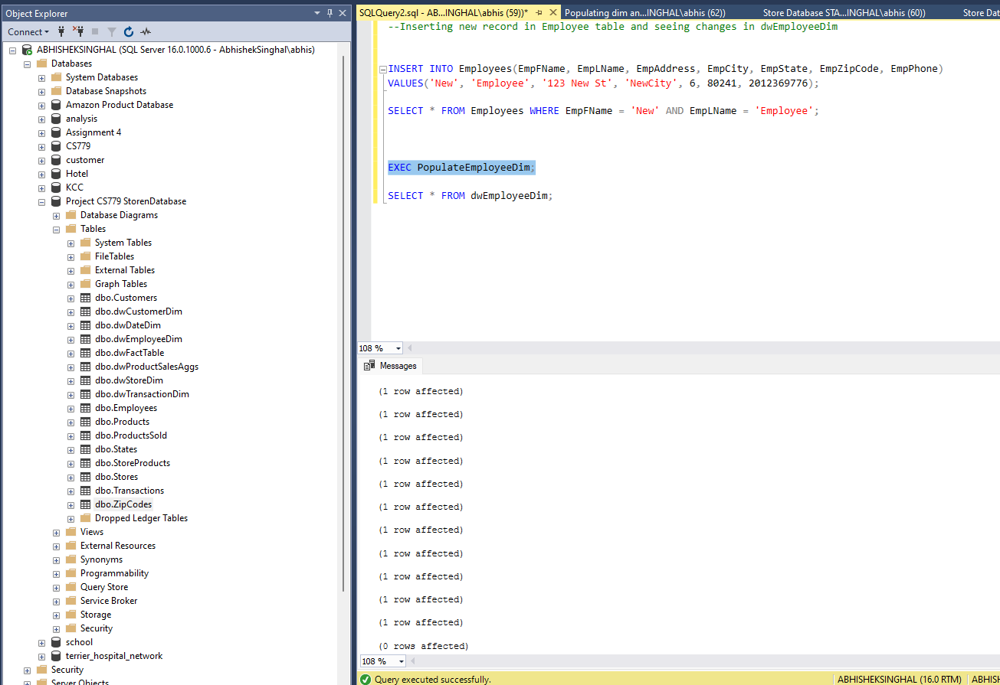 Object Explorer
Connect
ABHISHEKSINGHAL (SQL Server 16.0.1000.6 - AbhishekSinghal\abhis)
Databases
System Databases
Database Snapshots
Amazon Product Database
analysis
Assignment 4
CS779
customer
Hotel
KCC
Project CS779 StorenDatabase
Database Diagrams
Tables
System Tables
FileTables
External Tables
Graph Tables
dbo.Customers
dbo.dwCustomerDim
dbo.dwDateDim
dbo.dwEmployeeDim
dbo.dwFactTable
dbo.dwProductSalesAggs
dbo.dwStoreDim
dbo.dwTransactionDim
dbo.Employees
dbo.Products
dbo.ProductsSold
dbo.States
dbo.StoreProducts
dbo.Stores
dbo.Transactions
dbo.ZipCodes
Dropped Ledger Tables
Views
External Resources
Synonyms
Programmability
Query Store
Service Broker
Storage
Security
school
terrier_hospital_network
Security
Server Objects
SQLQuery2.sql - AB...INGHAL\abhis (59))*
Populating dim an...INGHAL\abhis (62))
Store Database STA...INGHAL\abhis (60))
Store Dat
--Inserting new record in Employee table and seeing changes in dwEmployeeDim
INSERT INTO Employees(EmpFName, EmpLName, EmpAddress, EmpCity, EmpState, EmpZipCode, EmpPhone)
VALUES('New', 'Employee', '123 New St', 'NewCity', 6, 80241, 2012369776);
SELECT * FROM Employees WHERE EmpFName = 'New' AND EmpLName = 'Employee';
EXEC PopulateEmployeeDim;
SELECT * FROM dwEmployeeDim;
108 %
Messages
(1 row affected)
(1 row affected)
(1 row affected)
(1 row affected)
(1 row affected)
(1 row affected)
(1 row affected)
(1 row affected)
(1 row affected)
(1 row affected)
(1 row affected)
(0 rows affected)
108 %
Query executed successfully.
ABHISHEKSINGHAL (16.0 RTM)
ABHIS